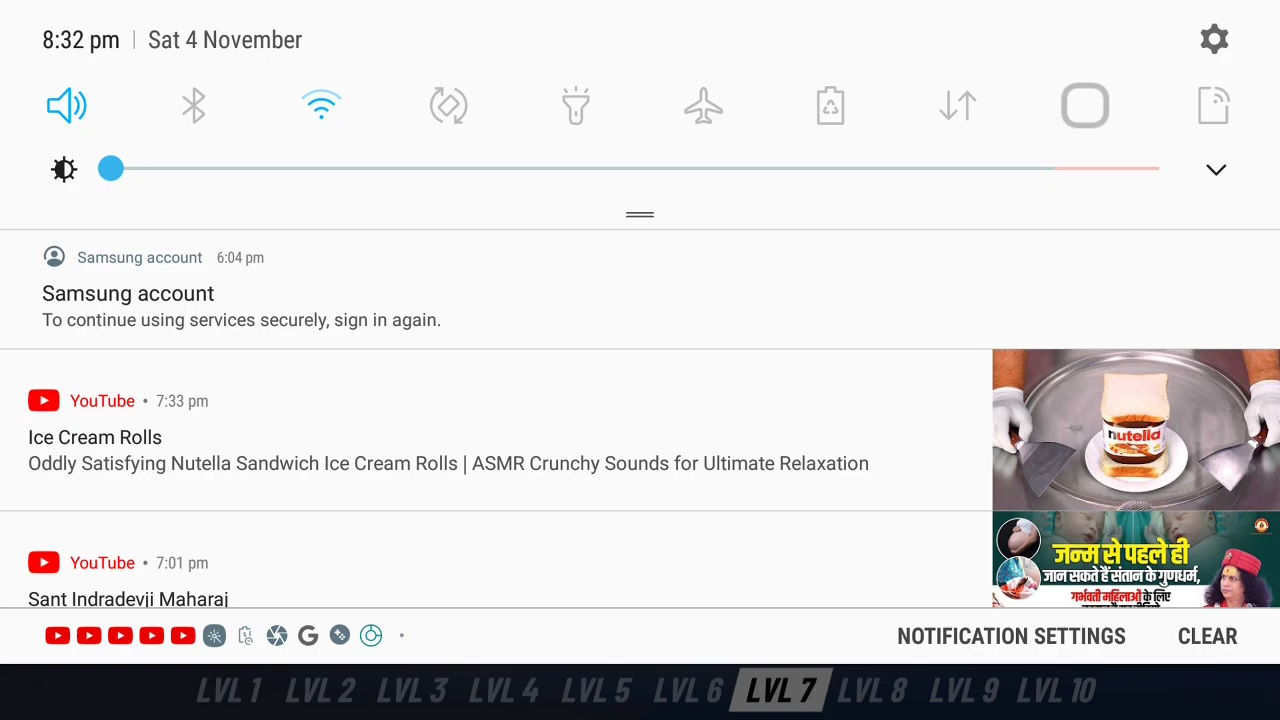 8:32 pm | Sat 4 November
Samsung account 6:04 pm
Samsung account
To continue using services securely, sign in again.
YouTube • 7:33 pm
Ice Cream Rolls
Oddly Satisfying Nutella Sandwich Ice Cream Rolls | ASMR Crunchy Sounds for Ultimate Relaxation
nutella
YouTube • 7:01 pm
Sant Indradevji Maharaj
जन्म से पहले ही
जान सकते हैं संतान के गुणधर्म,
गर्भवती महिलाओं के लिए
NOTIFICATION SETTINGS CLEAR
LVL 1 LVL 2 LVL 3 LVL 4 LVL 5 LVL 6 LVL 7 LVL 8 LVL 9 LVL 10